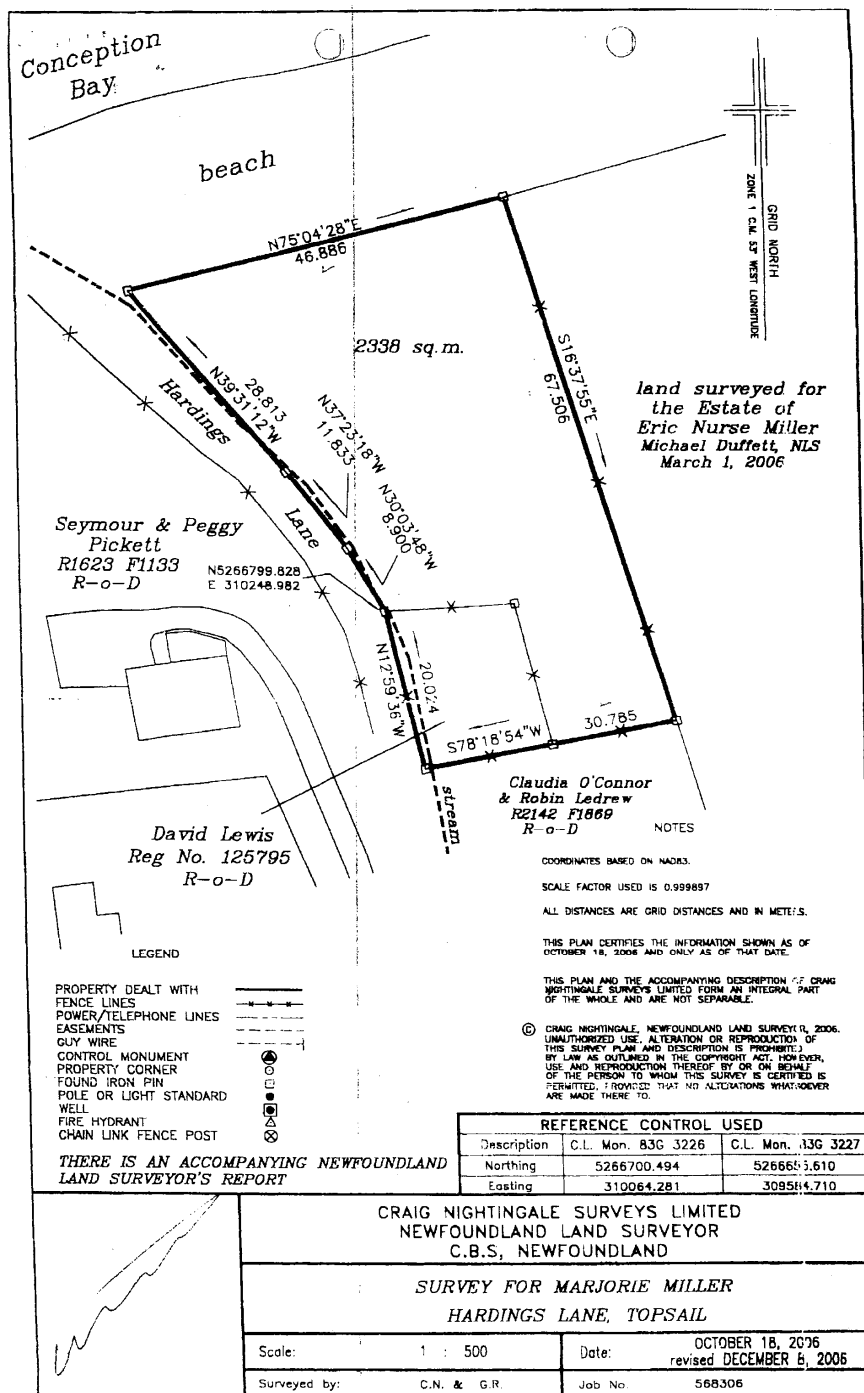 Conception
Bay
beach
GRID NORTH
ZONE 1 C.M. 53° WEST LONGITUDE
N75°04'28"E
46.886
2338 sq.m.
S16°37'55"E
67.506
28.813
N39°31'12"W
Hardings
Lane
N37°23'18"W
11.833
N30°03'48"W
8.900
land surveyed for
the Estate of
Eric Nurse Miller
Michael Duffett, NLS
March 1, 2006
Seymour & Peggy
Pickett
R1623 F1133
R-o-D
N5266799.828
E 310248.982
N12°59'36"W
20.024
S78°18'54"W
30.785
stream
Claudia O'Connor
& Robin Ledrew
R2142 F1869
R-o-D
David Lewis
Reg No. 125795
R-o-D
NOTES
COORDINATES BASED ON NAD83.
SCALE FACTOR USED IS 0.999897
ALL DISTANCES ARE GRID DISTANCES AND IN METERS.
THIS PLAN CERTIFIES THE INFORMATION SHOWN AS OF
OCTOBER 18, 2006 AND ONLY AS OF THAT DATE.
THIS PLAN AND THE ACCOMPANYING DESCRIPTION OF CRAIG
NIGHTINGALE SURVEYS LIMITED FORM AN INTEGRAL PART
OF THE WHOLE AND ARE NOT SEPARABLE.
© CRAIG NIGHTINGALE, NEWFOUNDLAND LAND SURVEYOR, 2006.
UNAUTHORIZED USE, ALTERATION OR REPRODUCTION OF
THIS SURVEY PLAN AND DESCRIPTION IS PROHIBITED
BY LAW AS OUTLINED IN THE COPYRIGHT ACT. HOWEVER,
USE AND REPRODUCTION THEREOF BY OR ON BEHALF
OF THE PERSON TO WHOM THIS SURVEY IS CERTIFIED IS
PERMITTED, PROVIDED THAT NO ALTERATIONS WHATSOEVER
ARE MADE THERE TO.
LEGEND
PROPERTY DEALT WITH
FENCE LINES
POWER/TELEPHONE LINES
EASEMENTS
GUY WIRE
CONTROL MONUMENT
PROPERTY CORNER
FOUND IRON PIN
POLE OR LIGHT STANDARD
WELL
FIRE HYDRANT
CHAIN LINK FENCE POST
THERE IS AN ACCOMPANYING NEWFOUNDLAND
LAND SURVEYOR'S REPORT
REFERENCE CONTROL USED
Description C.L. Mon. 83G 3226 C.L. Mon. 83G 3227
Northing 5266700.494
Easting 310064.281
CRAIG NIGHTINGALE SURVEYS LIMITED
NEWFOUNDLAND LAND SURVEYOR
C.B.S, NEWFOUNDLAND
SURVEY FOR MARJORIE MILLER
HARDINGS LANE, TOPSAIL
Scale: 1 : 500 Date: OCTOBER 18, 2006
revised DECEMBER 8, 2006
Surveyed by: C.N. & G.R. Job No. 568306